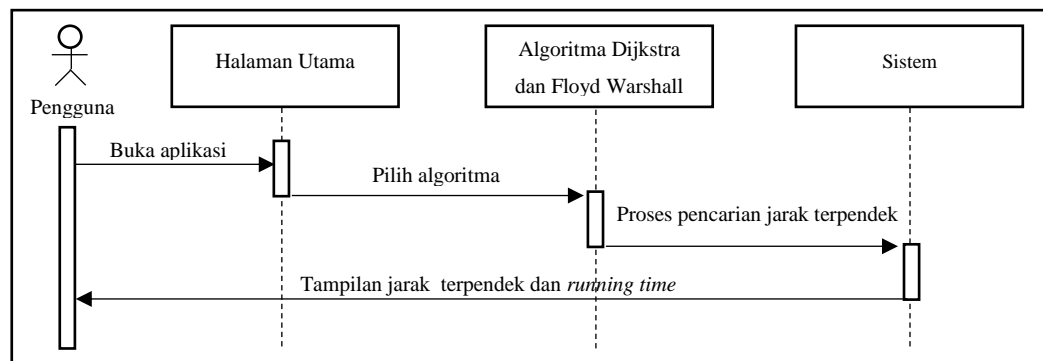 Halaman Utama
Algoritma Dijkstra
dan Floyd Warshall
Sistem
Pengguna
Buka aplikasi
Pilih algoritma
Proses pencarian jarak terpendek
Tampilan jarak terpendek dan running time